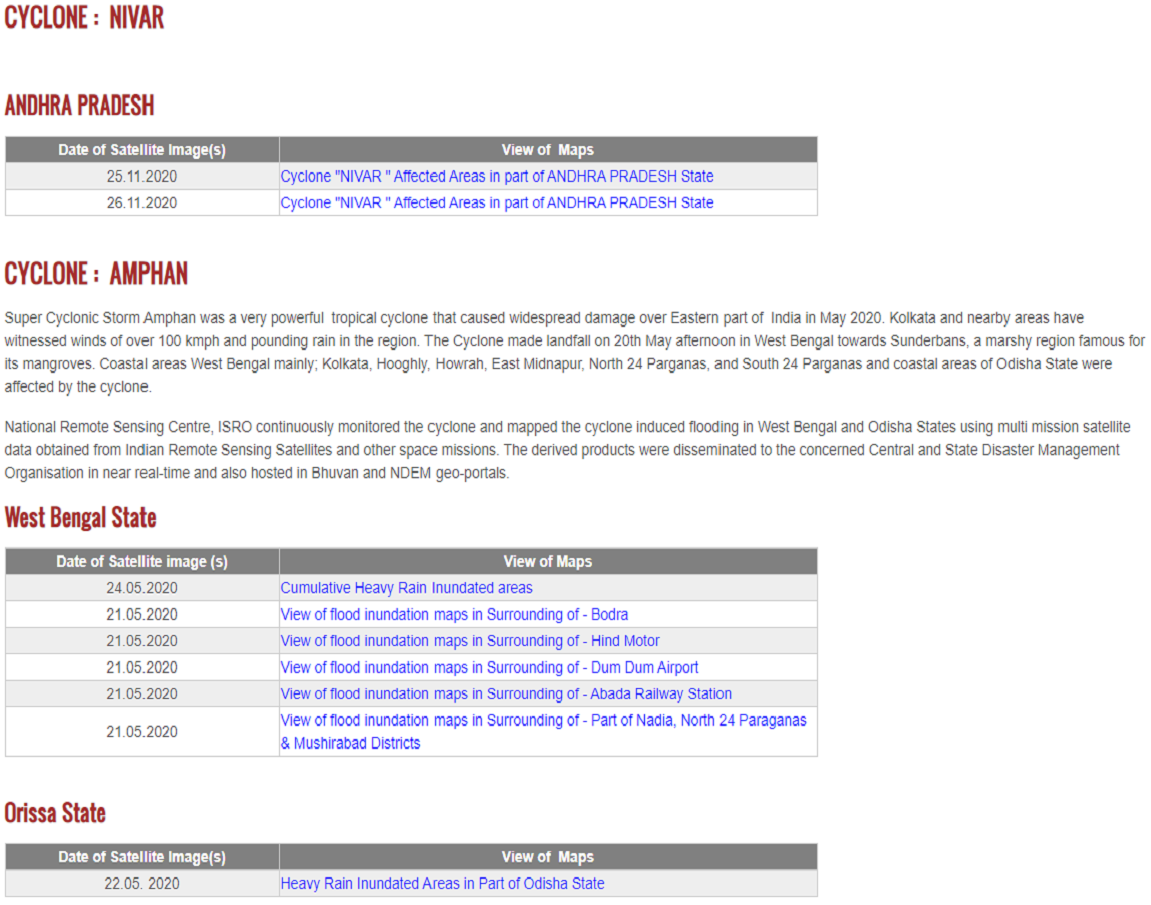 CYCLONE : NIVAR
ANDHRA PRADESH
Date of Satellite Image(s) View of Maps
25.11.2020 Cyclone "NIVAR " Affected Areas in part of ANDHRA PRADESH State
26.11.2020 Cyclone "NIVAR " Affected Areas in part of ANDHRA PRADESH State
CYCLONE : AMPHAN
Super Cyclonic Storm Amphan was a very powerful tropical cyclone that caused widespread damage over Eastern part of India in May 2020. Kolkata and nearby areas have
witnessed winds of over 100 kmph and pounding rain in the region. The Cyclone made landfall on 20th May afternoon in West Bengal towards Sunderbans, a marshy region famous for
its mangroves. Coastal areas West Bengal mainly; Kolkata, Hooghly, Howrah, East Midnapur, North 24 Parganas, and South 24 Parganas and coastal areas of Odisha State were
affected by the cyclone.
National Remote Sensing Centre, ISRO continuously monitored the cyclone and mapped the cyclone induced flooding in West Bengal and Odisha States using multi mission satellite
data obtained from Indian Remote Sensing Satellites and other space missions. The derived products were disseminated to the concerned Central and State Disaster Management
Organisation in near real-time and also hosted in Bhuvan and NDEM geo-portals.
West Bengal State
Date of Satellite image (s) View of Maps
24.05.2020 Cumulative Heavy Rain Inundated areas
21.05.2020 View of flood inundation maps in Surrounding of - Bodra
21.05.2020 View of flood inundation maps in Surrounding of - Hind Motor
21.05.2020 View of flood inundation maps in Surrounding of - Dum Dum Airport
21.05.2020 View of flood inundation maps in Surrounding of - Abada Railway Station
21.05.2020 View of flood inundation maps in Surrounding of - Part of Nadia, North 24 Paraganas
& Mushirabad Districts
Orissa State
Date of Satellite Image(s) View of Maps
22.05. 2020 Heavy Rain Inundated Areas in Part of Odisha State